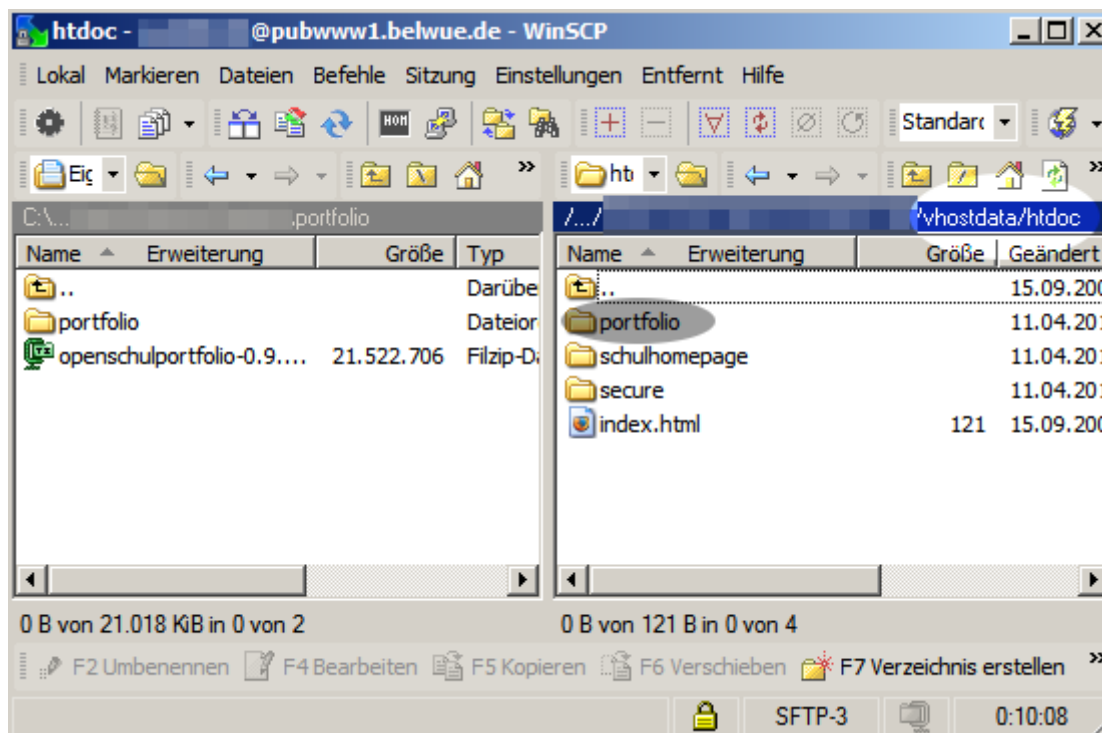 htdoc - @pubwww1.belwue.de - WinSCP
Lokal Markieren Dateien Befehle Sitzung Einstellungen Entfernt Hilfe
Standarc
Eig
ht
C:\... .portfolio
/.../ /vhostdata/htdoc
Name Erweiterung Größe Typ
Name Erweiterung Größe Geändert
.. Darübe
.. 15.09.200
portfolio Dateior
portfolio 11.04.201
openschulportfolio-0.9.... 21.522.706 Filzip-Da
schulhomepage 11.04.201
secure 11.04.201
index.html 121 15.09.200
0 B von 21.018 KiB in 0 von 2
0 B von 121 B in 0 von 4
F2 Umbenennen F4 Bearbeiten F5 Kopieren F6 Verschieben F7 Verzeichnis erstellen
SFTP-3 0:10:08